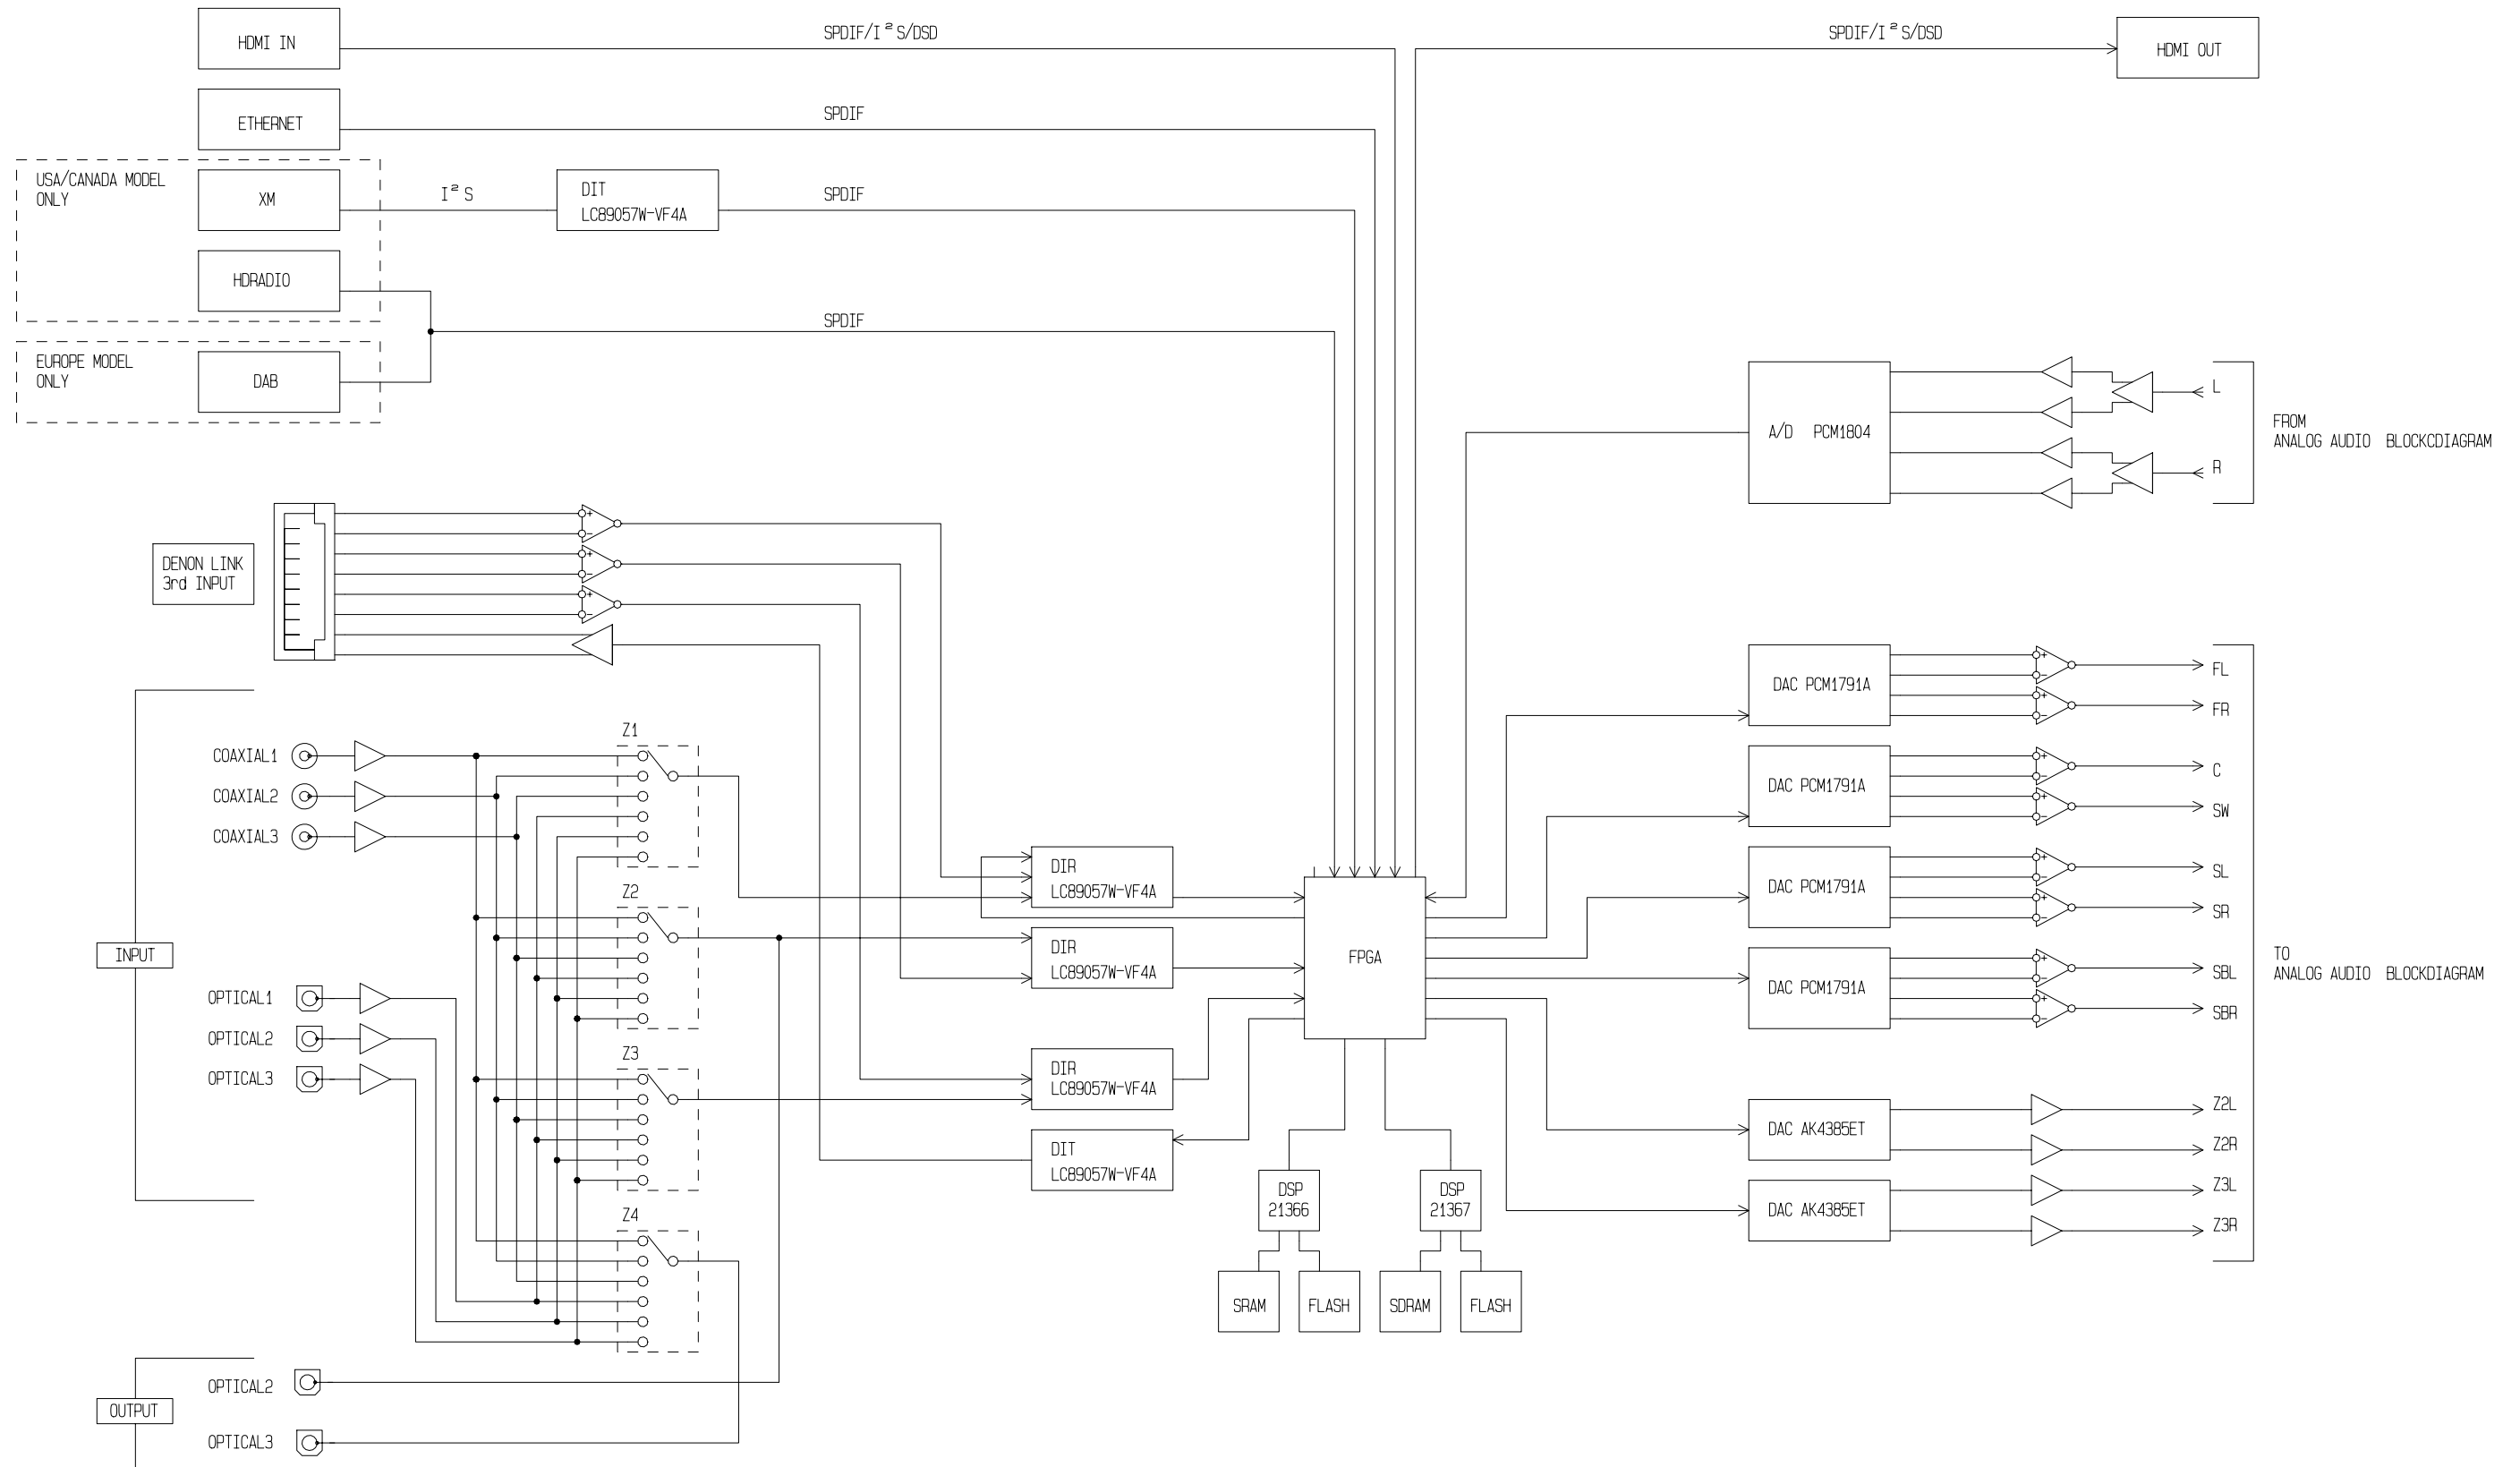 HDMI IN
SPDIF/I²S/DSD
SPDIF/I²S/DSD
HDMI OUT
ETHERNET
SPDIF
USA/CANADA MODEL
ONLY
XM
I²S
DIT
LC89057W-VF4A
SPDIF
HDRADIO
SPDIF
EUROPE MODEL
ONLY
DAB
A/D PCM1804
L
R
FROM
ANALOG AUDIO BLOCKCDIAGRAM
DENON LINK
3rd INPUT
+
-
+
-
+
-
INPUT
COAXIAL1
COAXIAL2
COAXIAL3
OPTICAL1
OPTICAL2
OPTICAL3
Z1
Z2
Z3
Z4
DIR
LC89057W-VF4A
DIR
LC89057W-VF4A
DIR
LC89057W-VF4A
DIT
LC89057W-VF4A
FPGA
DSP
21366
DSP
21367
SRAM
FLASH
SDRAM
FLASH
DAC PCM1791A
+
-
+
-
FL
FR
DAC PCM1791A
+
-
+
-
C
SW
DAC PCM1791A
+
-
+
-
SL
SR
DAC PCM1791A
+
-
+
-
SBL
SBR
DAC AK4385ET
Z2L
Z2R
DAC AK4385ET
Z3L
Z3R
TO
ANALOG AUDIO BLOCKDIAGRAM
OUTPUT
OPTICAL2
OPTICAL3